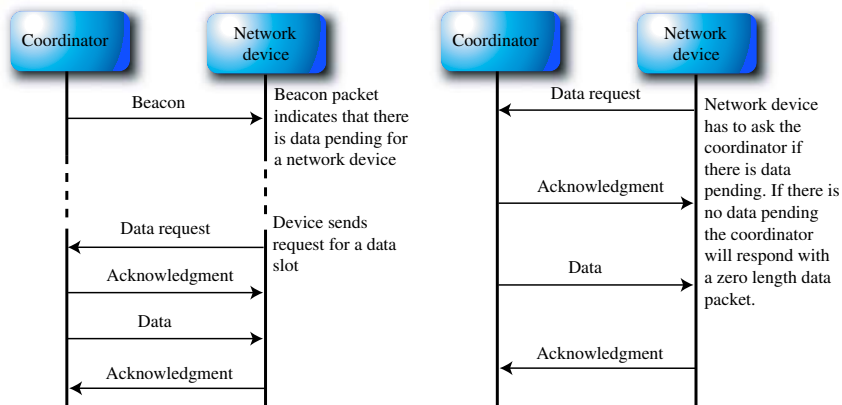 Coordinator
Network
device
Beacon
Beacon packet
indicates that there
is data pending for
a network device
Data request
Device sends
request for a data
slot
Acknowledgment
Data
Acknowledgment
Coordinator
Network
device
Data request
Network device
has to ask the
coordinator if
there is data
pending. If there is
no data pending
the coordinator
will respond with
a zero length data
packet.
Acknowledgment
Data
Acknowledgment